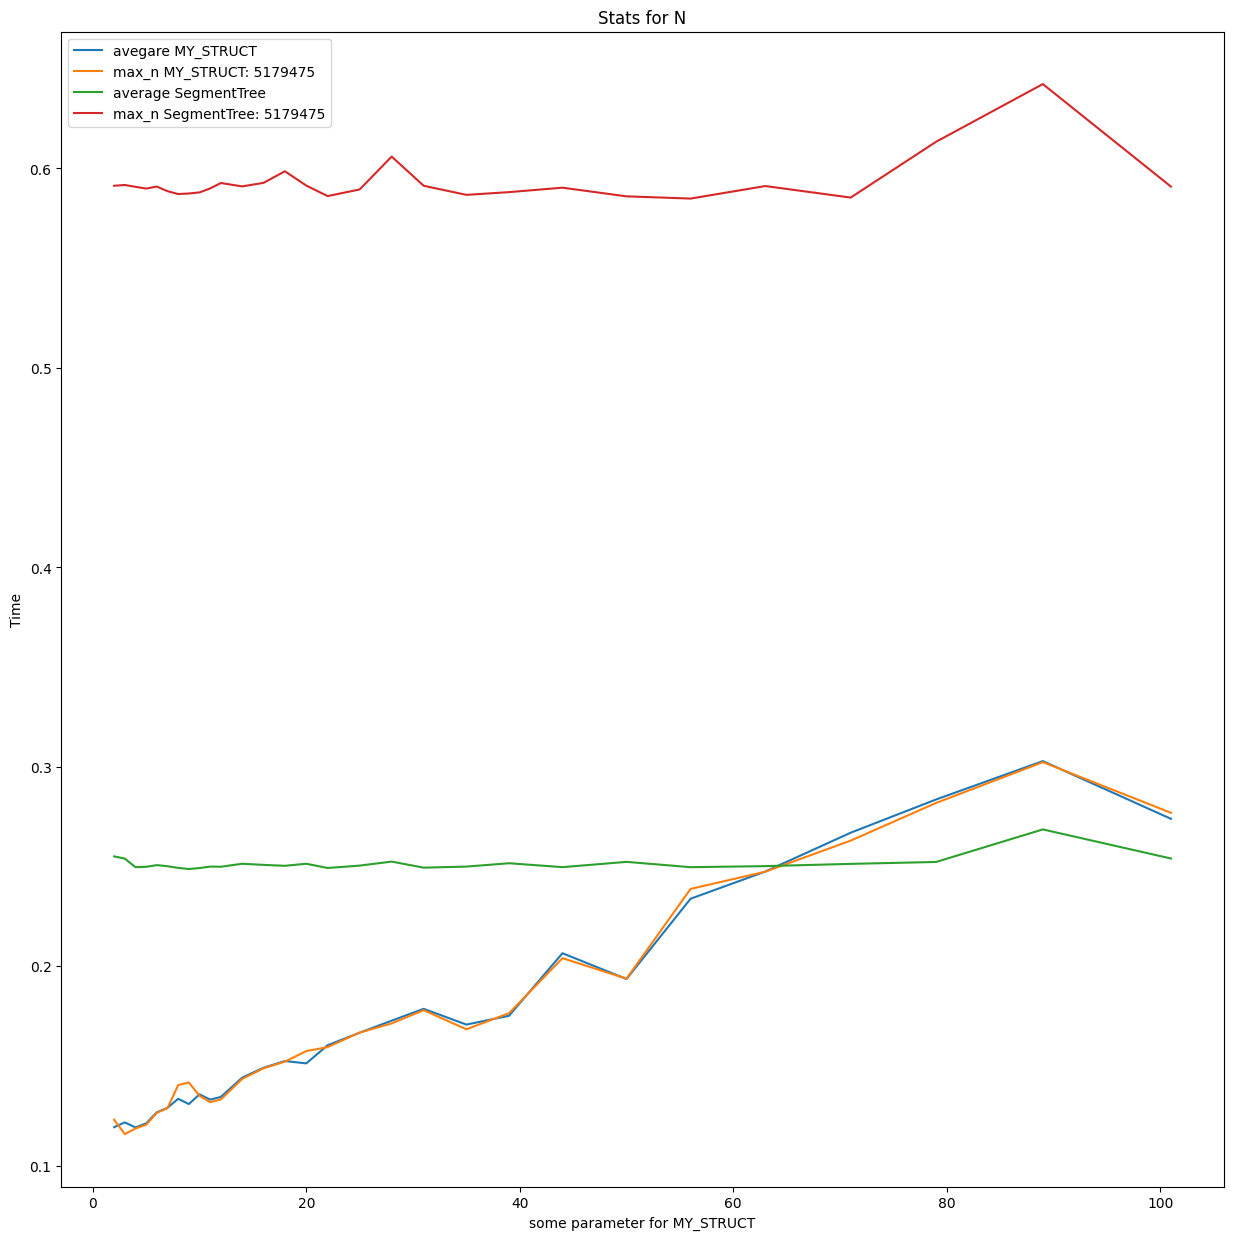 Stats for N
avegare MY_STRUCT
max_n MY_STRUCT: 5179475
average SegmentTree
max_n SegmentTree: 5179475
0.6
0.5
0.4
0.3
0.2
0.1
Time
0 20 40 60 80 100
some parameter for MY_STRUCT